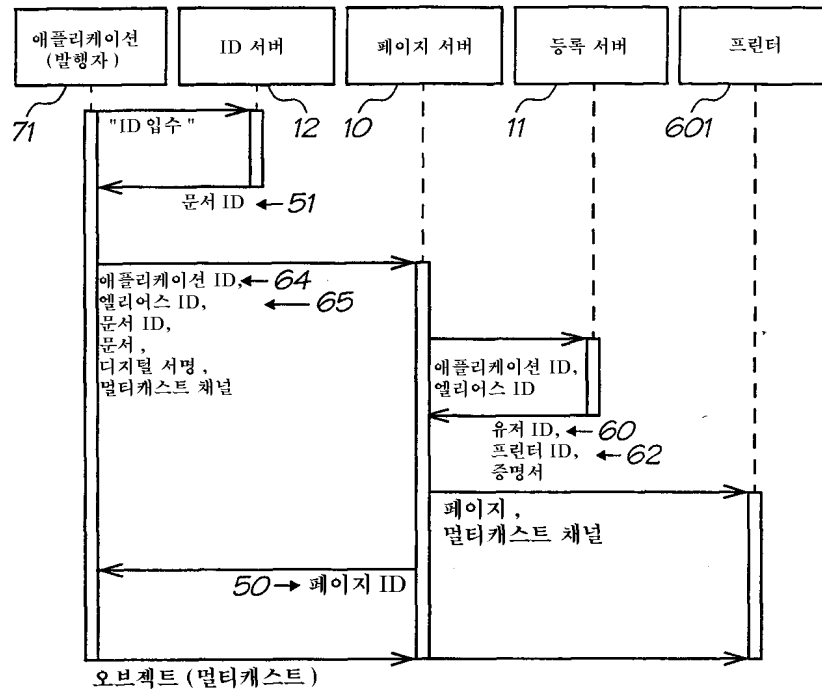 애플리케이션
(발행자)
ID 서버
페이지 서버
등록 서버
프린터
71
12
10
11
601
"ID 입수"
문서 ID
51
애플리케이션 ID,
64
엘리어스 ID,
65
문서 ID,
문서,
디지털 서명,
멀티캐스트 채널
애플리케이션 ID,
엘리어스 ID
유저 ID,
60
프린터 ID,
62
증명서
페이지,
멀티캐스트 채널
50
페이지 ID
오브젝트 (멀티캐스트)